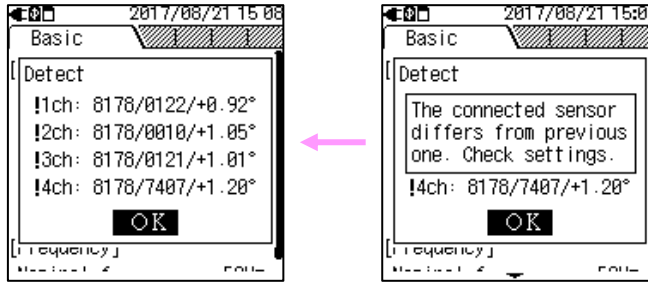 2017/08/21 15 08
Basic
[
Detect
!1ch: 8178/0122/+0.92°
!2ch: 8178/0010/+1.05°
!3ch: 8178/0121/+1.01°
!4ch: 8178/7407/+1.20°
OK
2017/08/21 15:0
Basic
[
Detect
The connected sensor
differs from previous
one. Check settings.
!4ch: 8178/7407/+1.20°
OK